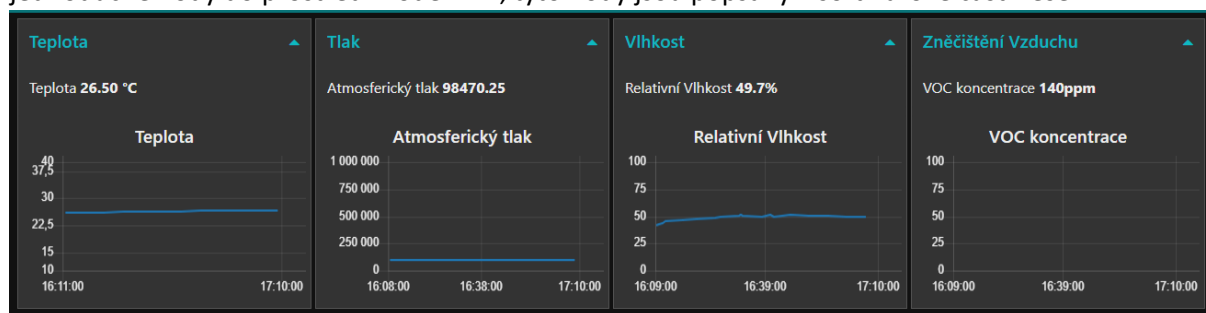 Teplota
Teplota 26.50 °C
Teplota
40
37,5
30
22,5
15
10
16:11:00 17:10:00
Tlak
Atmosferický tlak 98470.25
Atmosferický tlak
1 000 000
750 000
500 000
250 000
0
16:08:00 16:38:00 17:10:00
Vlhkost
Relativní Vlhkost 49.7%
Relativní Vlhkost
100
75
50
25
0
16:09:00 16:39:00 17:10:00
Zněčištění Vzduchu
VOC koncentrace 140ppm
VOC koncentrace
100
75
50
25
0
16:09:00 16:39:00 17:10:00